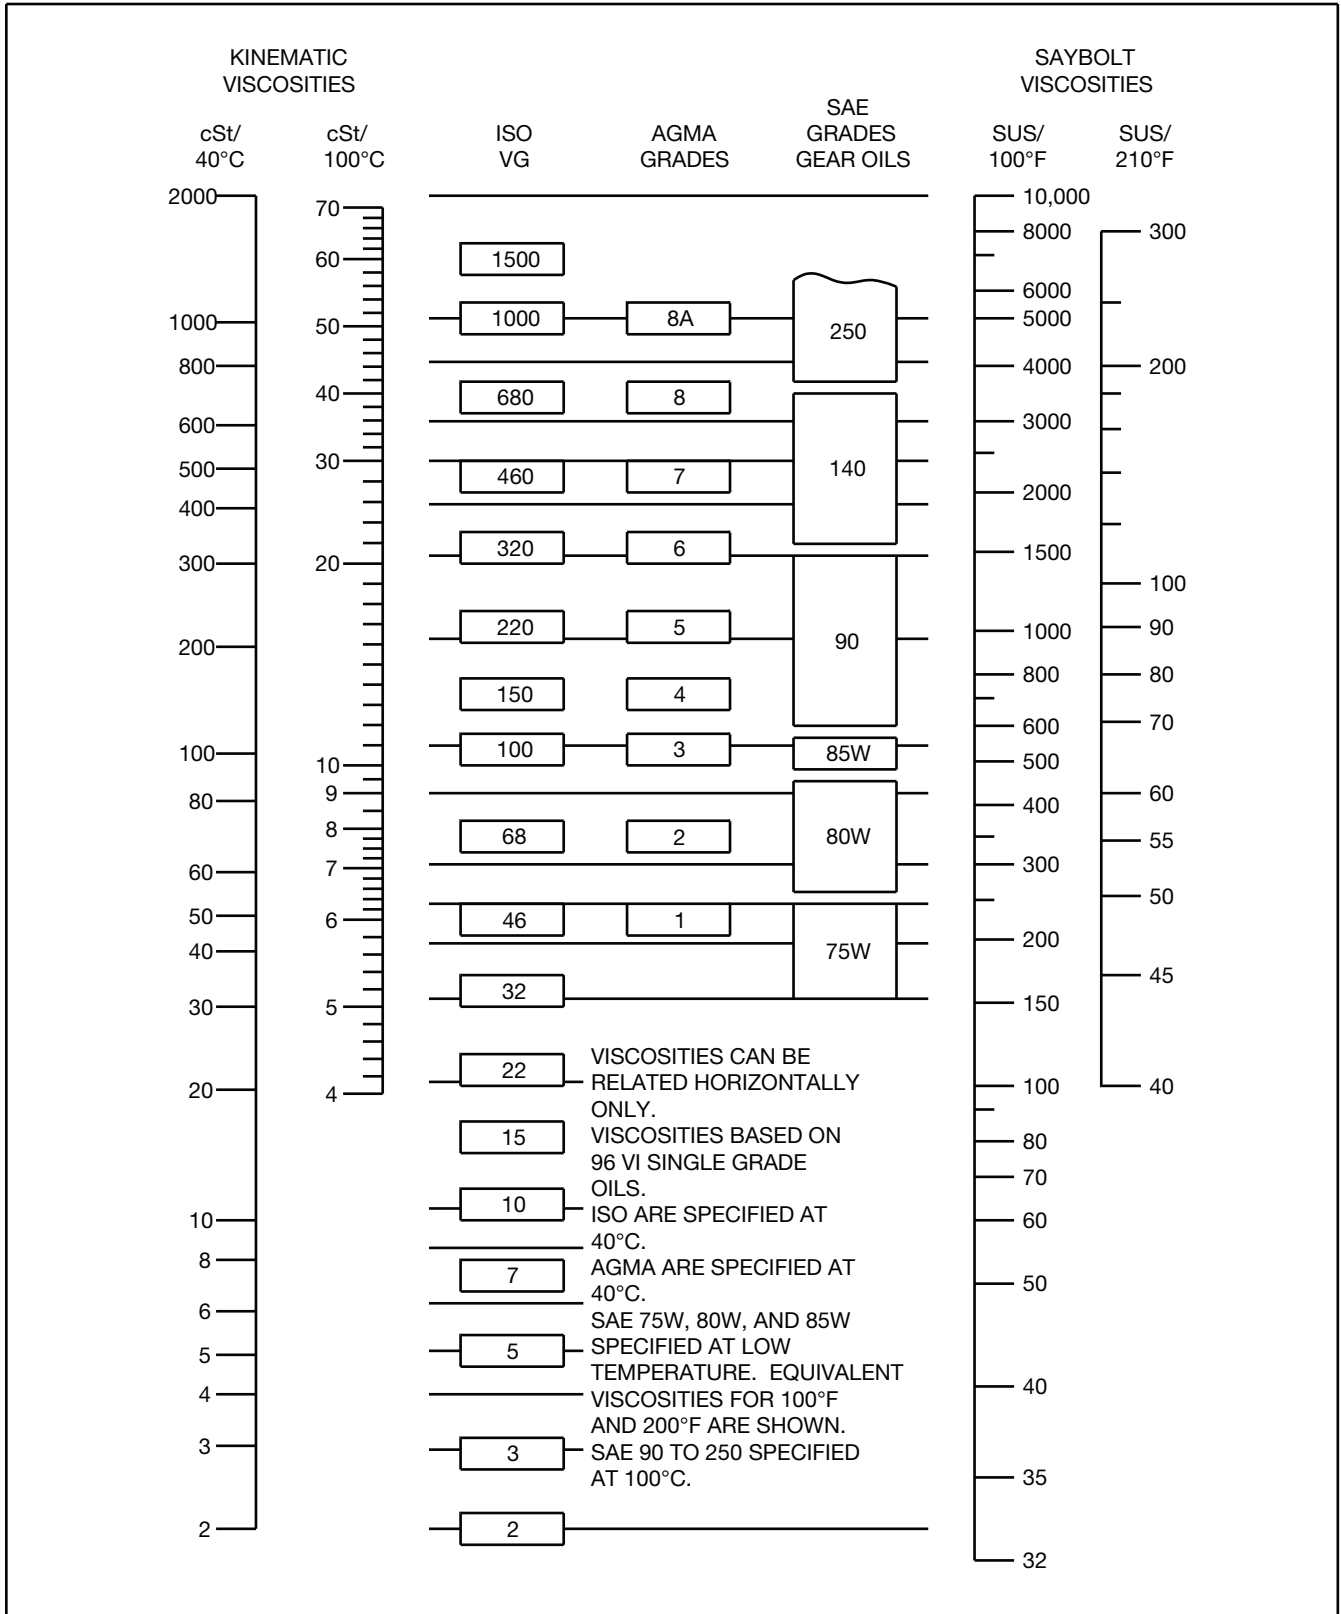 KINEMATIC
VISCOSITIES
SAYBOLT
VISCOSITIES
cSt/
40°C
cSt/
100°C
ISO
VG
AGMA
GRADES
SAE
GRADES
GEAR OILS
SUS/
100°F
SUS/
210°F
2000
1000
800
600
500
400
300
200
100
80
60
50
40
30
20
10
8
6
5
4
3
2
70
60
50
40
30
20
10
9
8
7
6
5
4
1500
1000
680
460
320
220
150
100
68
46
32
22
15
10
7
5
3
2
8A
8
7
6
5
4
3
2
1
250
140
90
85W
80W
75W
VISCOSITIES CAN BE
RELATED HORIZONTALLY
ONLY.
VISCOSITIES BASED ON
96 VI SINGLE GRADE
OILS.
ISO ARE SPECIFIED AT
40°C.
AGMA ARE SPECIFIED AT
40°C.
SAE 75W, 80W, AND 85W
SPECIFIED AT LOW
TEMPERATURE. EQUIVALENT
VISCOSITIES FOR 100°F
AND 200°F ARE SHOWN.
SAE 90 TO 250 SPECIFIED
AT 100°C.
10,000
8000
6000
5000
4000
3000
2000
1500
1000
800
600
500
400
300
200
150
100
80
70
60
50
40
35
32
300
200
100
90
80
70
60
55
50
45
40